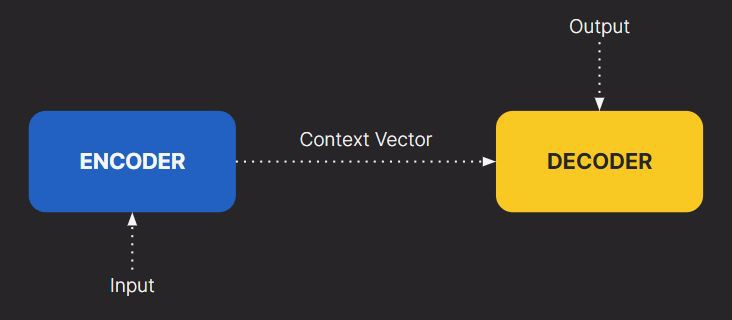 Output
ENCODER
Context Vector
DECODER
Input